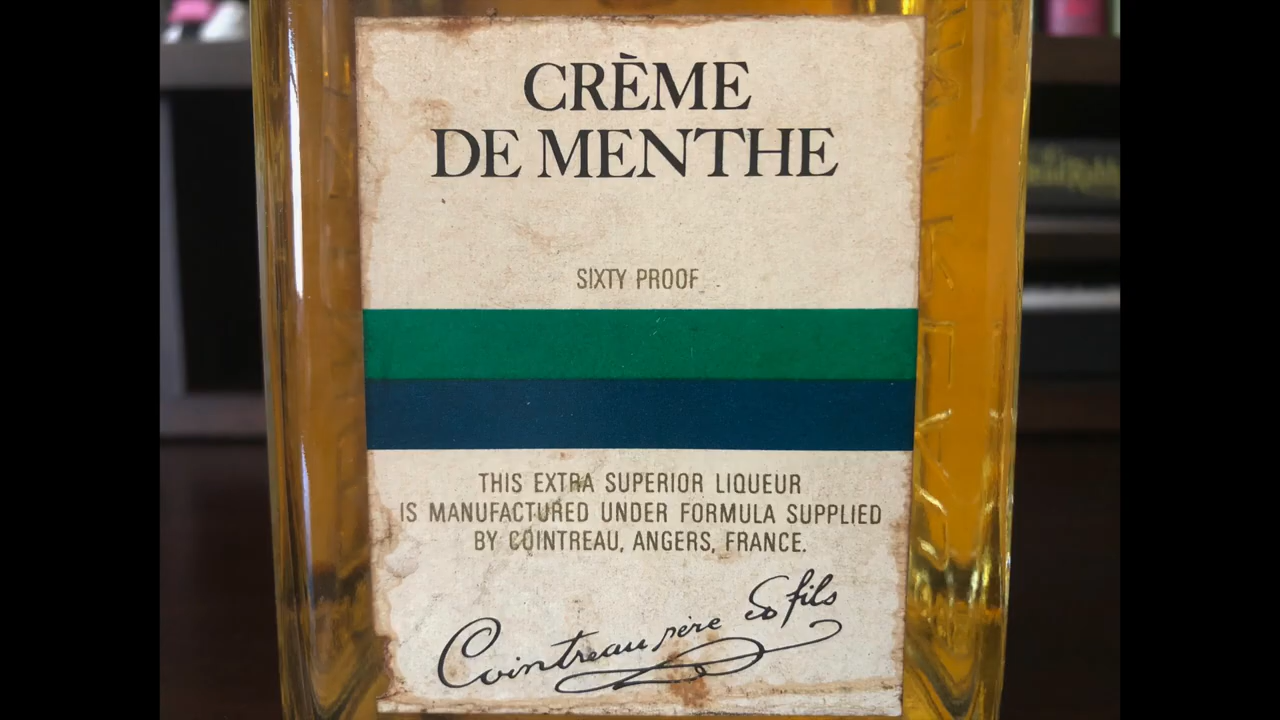 CRÈME
DE MENTHE
SIXTY PROOF
THIS EXTRA SUPERIOR LIQUEUR
IS MANUFACTURED UNDER FORMULA SUPPLIED
BY COINTREAU, ANGERS, FRANCE.
Cointreau père & fils